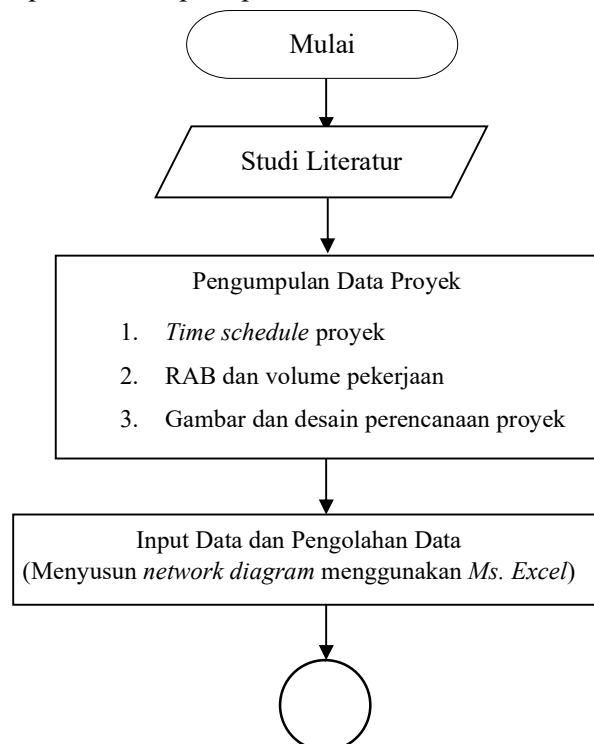 Mulai
Studi Literatur
Pengumpulan Data Proyek
1. Time schedule proyek
2. RAB dan volume pekerjaan
3. Gambar dan desain perencanaan proyek
Input Data dan Pengolahan Data
(Menyusun network diagram menggunakan Ms. Excel)